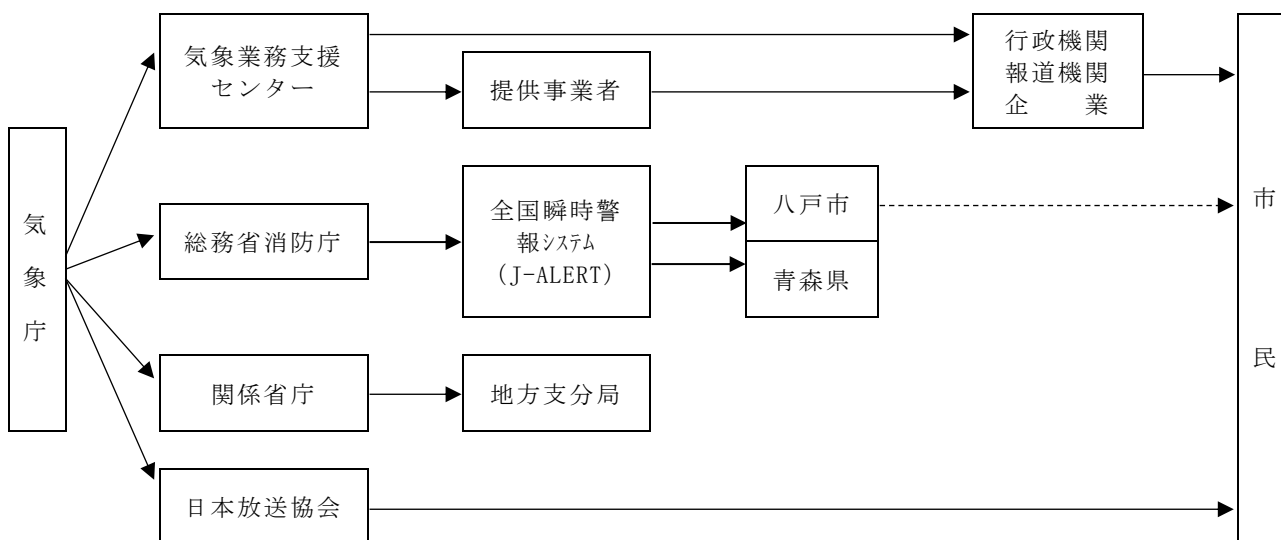 気象庁
気象業務支援
センター
提供事業者
行政機関
報道機関
企　　業
総務省消防庁
全国瞬時警
報ｼｽﾃﾑ
（J-ALERT）
八戸市
青森県
関係省庁
地方支分局
日本放送協会
市民